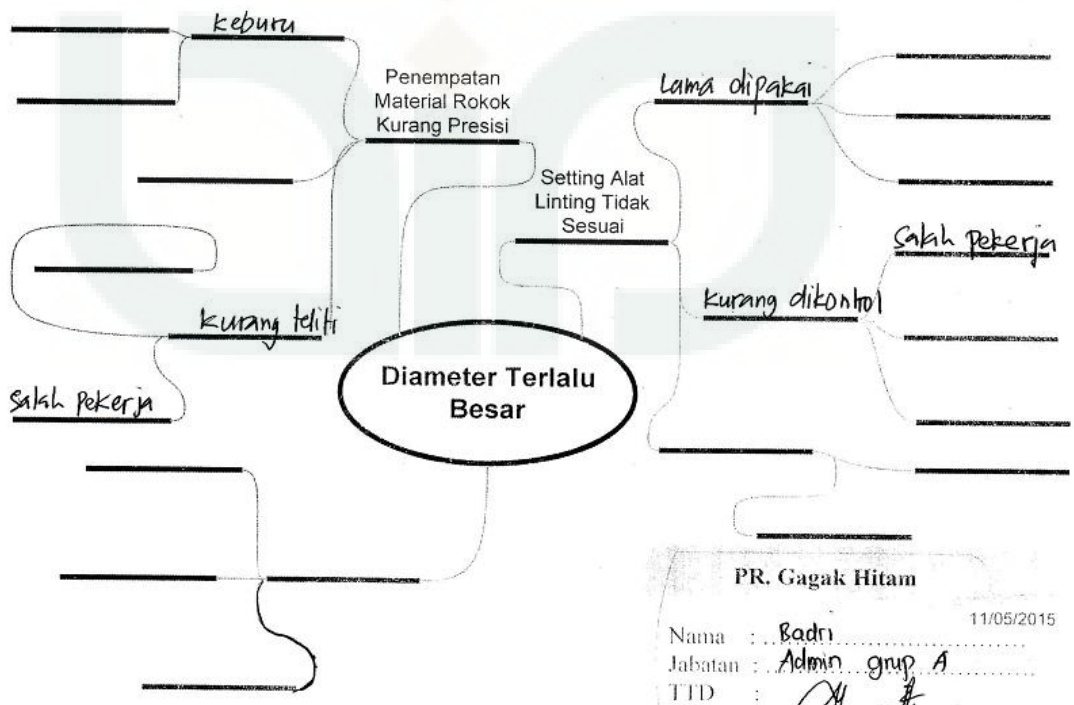 keburu
Penempatan
Material Rokok
Kurang Presisi
Lama dipakai
Setting Alat
Linting Tidak
Sesuai
Salah pekerja
Kurang dikontrol
kurang teliti
Diameter Terlalu
Besar
Salah pekerja
PR. Gagak Hitam
11/05/2015
Nama : Badri
Jabatan : Admin grup A
TTD :